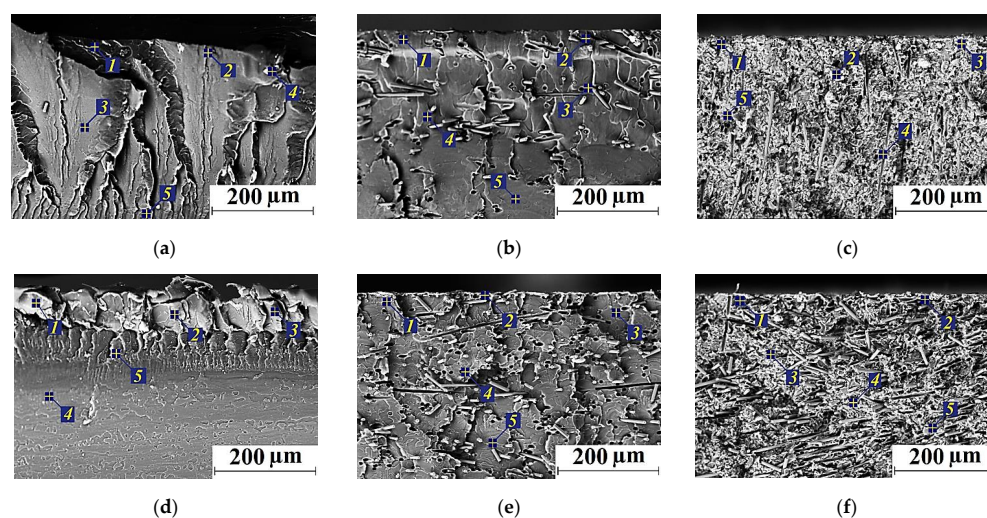 1 2 4 3 5 200 µm
(a)
1 2 3 4 5 200 µm
(b)
1 2 3 5 4 200 µm
(c)
1 2 3 5 4 200 µm
(d)
1 2 3 4 5 200 µm
(e)
1 2 3 4 5 200 µm
(f)